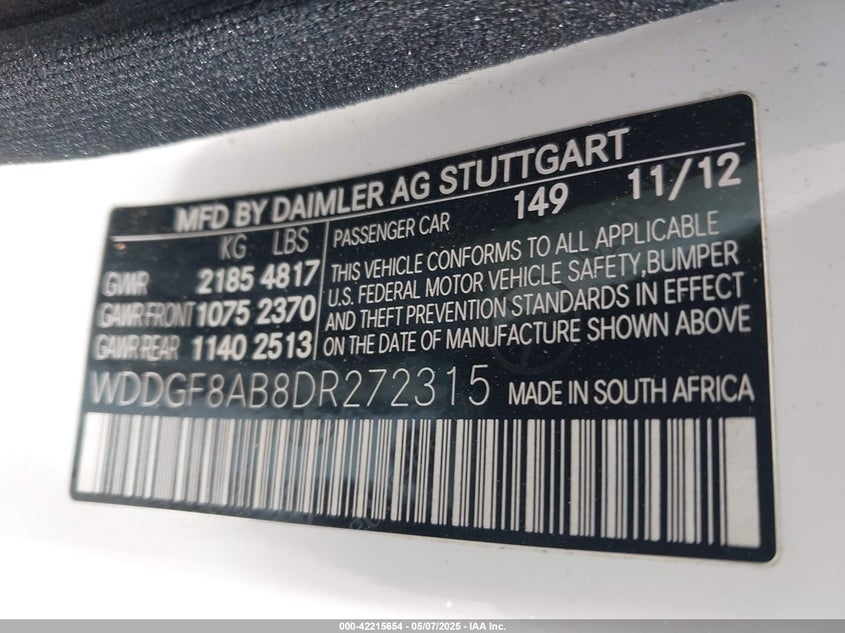 MFD BY DAIMLER AG STUTTGART
KG LBS
GWR 2185 4817
GAWR FRONT 1075 2370
GAWR REAR 1140 2513
PASSENGER CAR 149 11/12
THIS VEHICLE CONFORMS TO ALL APPLICABLE
U.S. FEDERAL MOTOR VEHICLE SAFETY,BUMPER
AND THEFT PREVENTION STANDARDS IN EFFECT
ON THE DATE OF MANUFACTURE SHOWN ABOVE
WDDGF8AB8DR272315 MADE IN SOUTH AFRICA
000-42215654 - 05/07/2025 - IAA Inc.